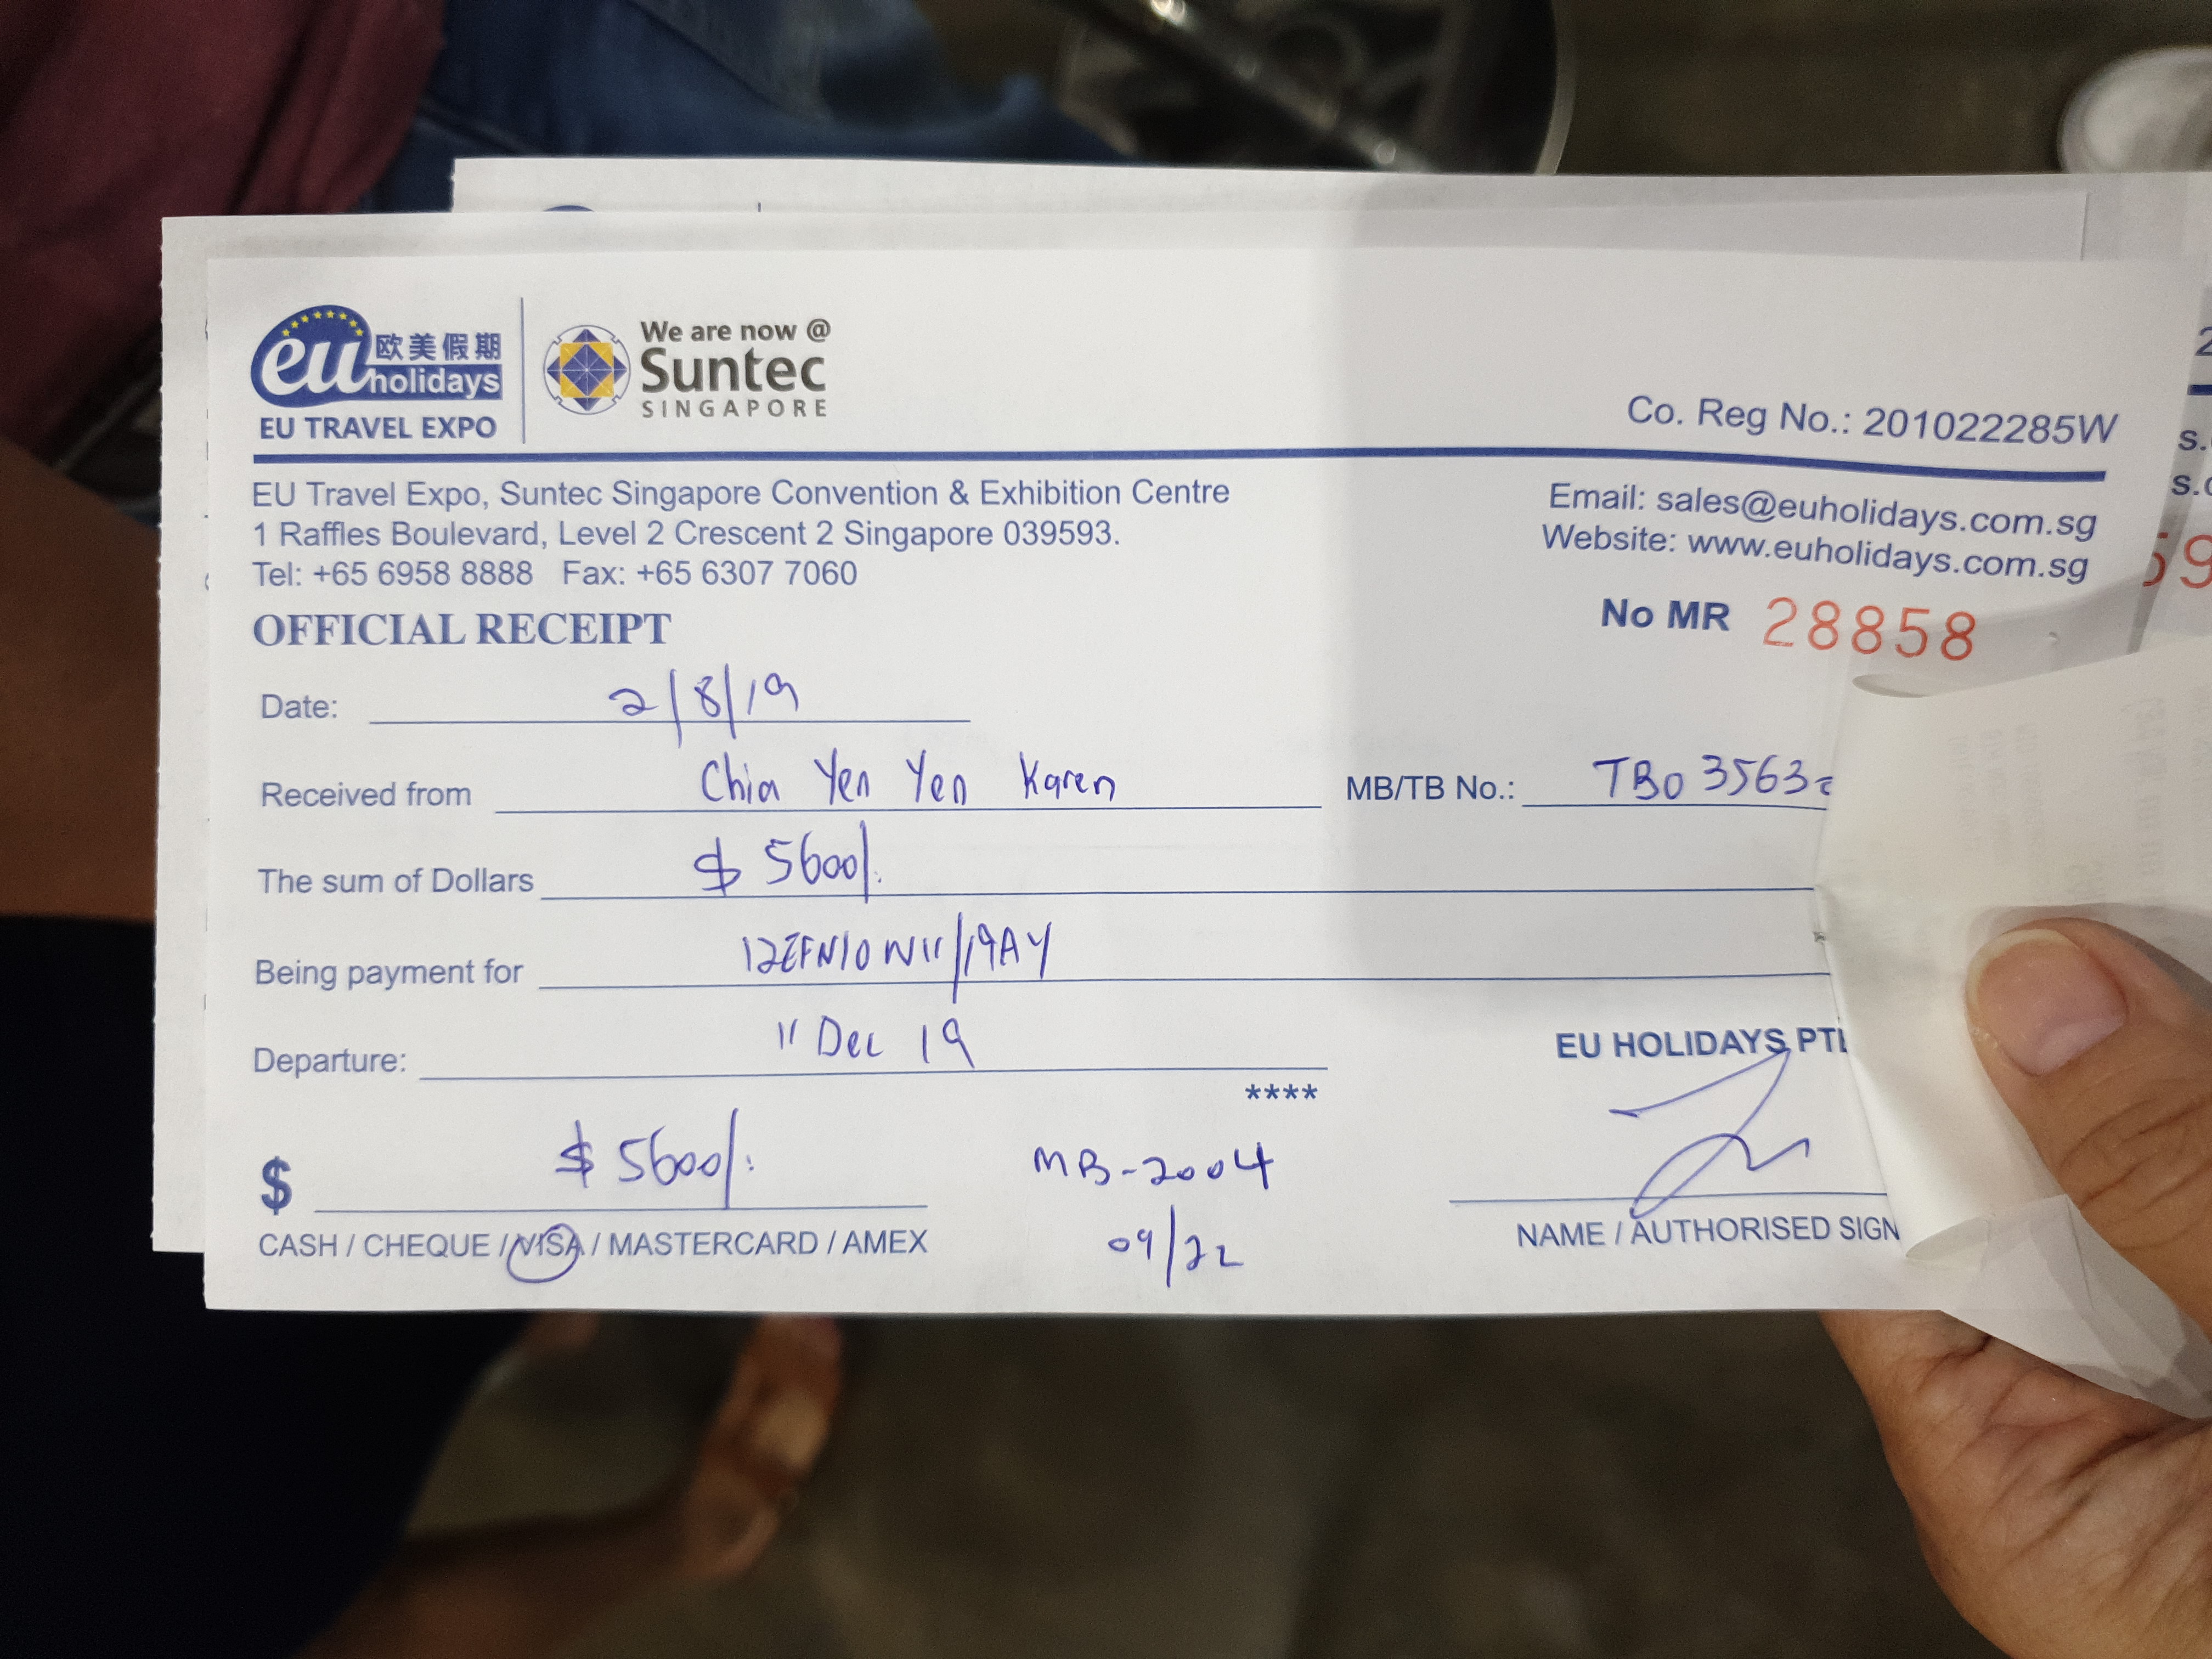 eu 欧美假期
holidays
EU TRAVEL EXPO
We are now @
Suntec
SINGAPORE
Co. Reg No.: 201022285W
EU Travel Expo, Suntec Singapore Convention & Exhibition Centre
1 Raffles Boulevard, Level 2 Crescent 2 Singapore 039593.
Tel: +65 6958 8888 Fax: +65 6307 7060
Email: sales@euholidays.com.sg
Website: www.euholidays.com.sg
OFFICIAL RECEIPT
No MR 28858
Date: 2/8/19
Received from Chia Yen Yen Karen MB/TB No.:
The sum of Dollars $ 5600/.
Being payment for 12EFN10N11/19AY
Departure: 11 Dec 19
EU HOLIDAYS
****
$ $ 5600/. MB-2004
CASH / CHEQUE / VISA / MASTERCARD / AMEX 09/22
NAME / AUTHORISED SIGN